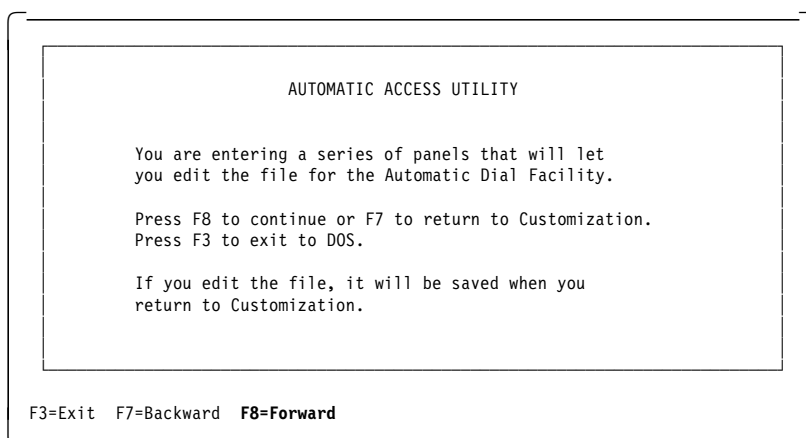 AUTOMATIC ACCESS UTILITY
You are entering a series of panels that will let
you edit the file for the Automatic Dial Facility.
Press F8 to continue or F7 to return to Customization.
Press F3 to exit to DOS.
If you edit the file, it will be saved when you
return to Customization.
F3=Exit F7=Backward F8=Forward